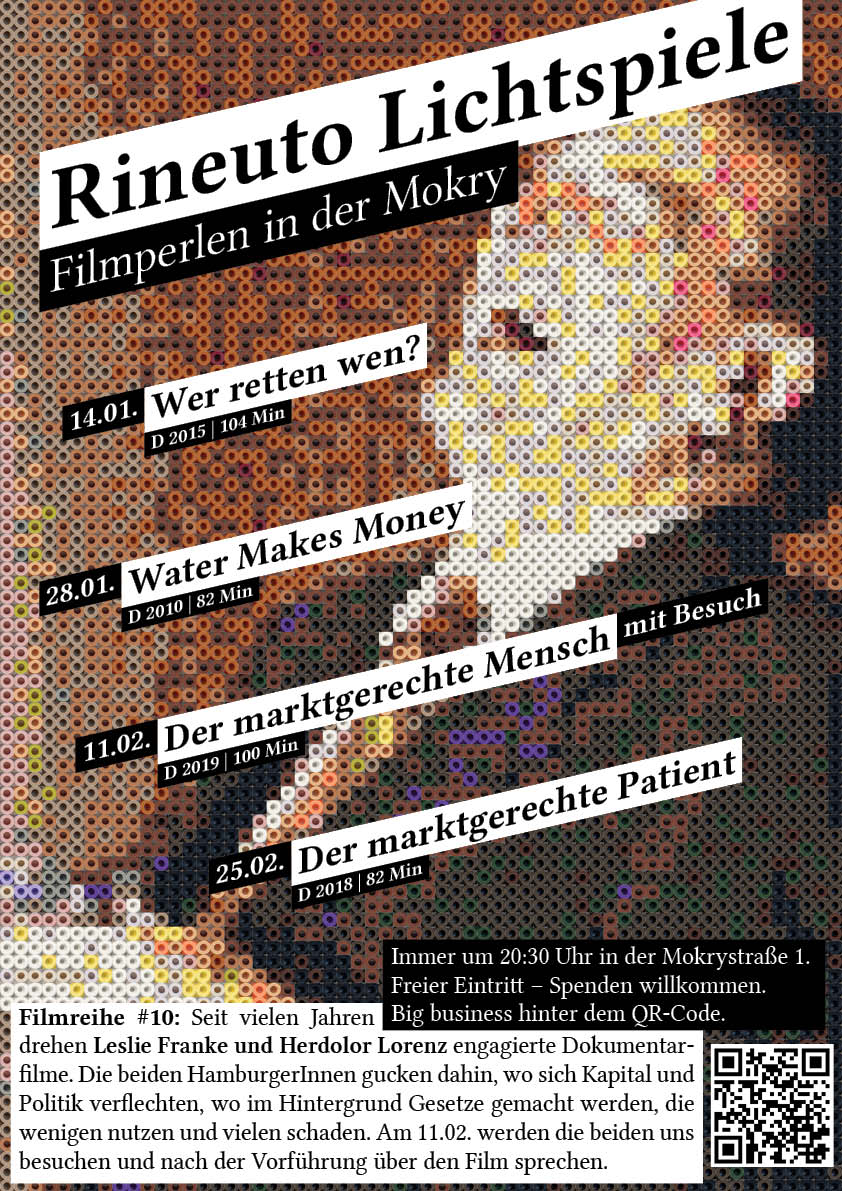 Rineuto Lichtspiele
Filmperlen in der Mokry
14.01. Wer retten wen?
D 2015 | 104 Min
28.01. Water Makes Money
D 2010 | 82 Min
11.02. Der marktgerechte Mensch mit Besuch
D 2019 | 100 Min
25.02. Der marktgerechte Patient
D 2018 | 82 Min
Immer um 20:30 Uhr in der Mokrystraße 1.
Freier Eintritt – Spenden willkommen.
Big business hinter dem QR-Code.
Filmreihe #10: Seit vielen Jahren
drehen Leslie Franke und Herdolor Lorenz engagierte Dokumentar-
filme. Die beiden HamburgerInnen gucken dahin, wo sich Kapital und
Politik verflechten, wo im Hintergrund Gesetze gemacht werden, die
wenigen nutzen und vielen schaden. Am 11.02. werden die beiden uns
besuchen und nach der Vorführung über den Film sprechen.